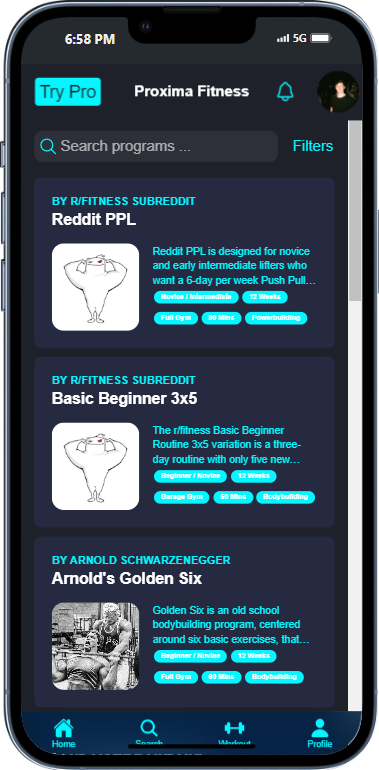 6:58 PM
5G
Try Pro
Proxima Fitness
Search programs ...
Filters
BY R/FITNESS SUBREDDIT
Reddit PPL
Reddit PPL is designed for novice
and early intermediate lifters who
want a 6-day per week Push Pull...
Novice / Intermediate
12 Weeks
Full Gym
Mins
Powerbuilding
BY R/FITNESS SUBREDDIT
Basic Beginner 3x5
The r/fitness Basic Beginner
Routine 3x5 variation is a three-
day routine with only five new...
Beginner / Novice
12 Weeks
Garage Gym
60 Mins
Bodybuilding
BY ARNOLD SCHWARZENEGGER
Arnold's Golden Six
Golden Six is an old school
bodybuilding program, centered
around six basic exercises, that...
Beginner / Novice
12 Weeks
Full Gym
60 Mins
Bodybuilding
Home
Search
Workout
Profile